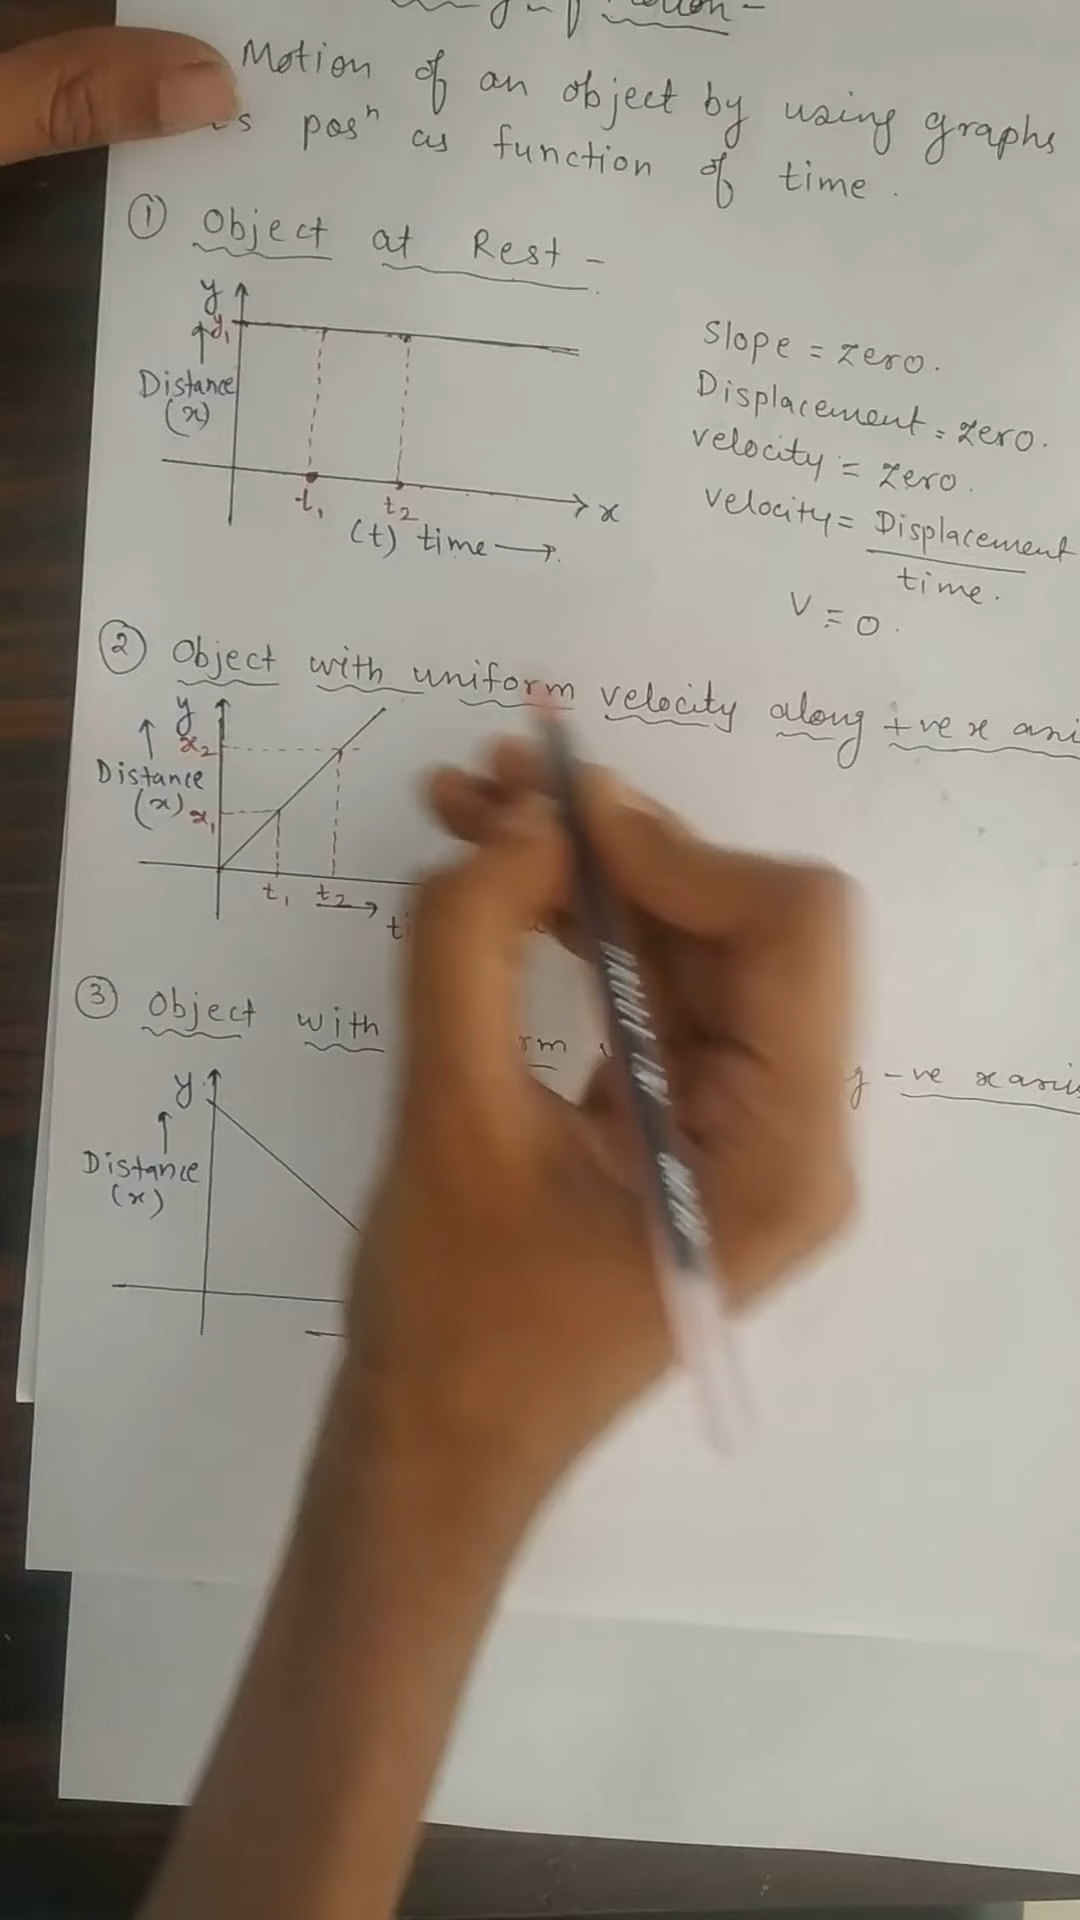 Motion of an object by using graphs
posⁿ as function of time.
① Object at Rest -
y
y₁
Distance
(x)
t₁ t₂ x
(t) time
Slope = zero.
Displacement = zero.
velocity = zero.
velocity = Displacement
time.
V = 0.
② Object with uniform velocity along +ve x axi
y
x₂
Distance
(x) x₁
t₁ t₂
③ Object with -ve x axis
y
Distance
(x)